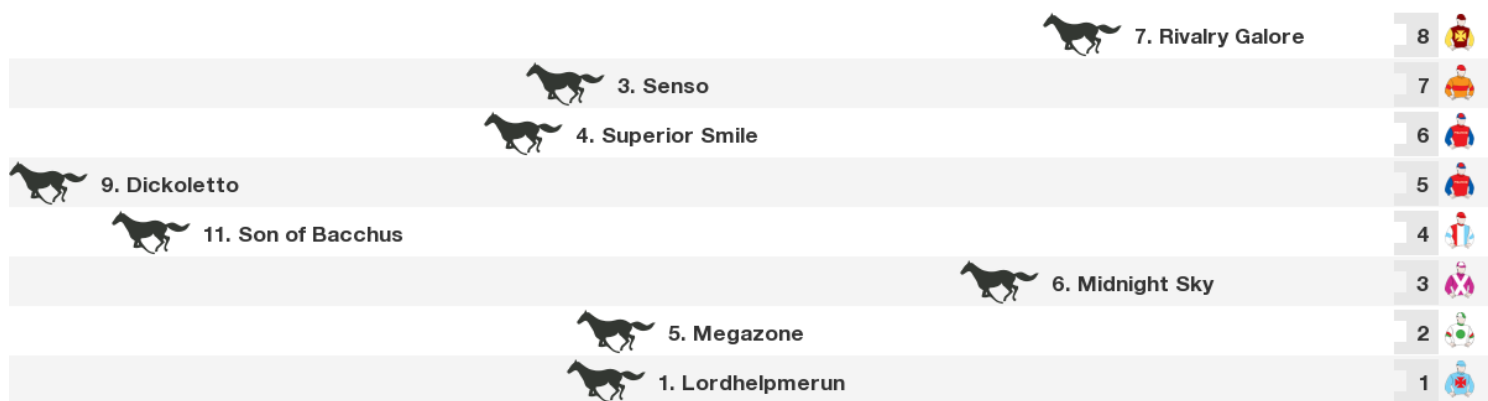 7. Rivalry Galore 8
3. Senso 7
4. Superior Smile 6
9. Dickoletto 5
11. Son of Bacchus 4
6. Midnight Sky 3
5. Megazone 2
1. Lordhelpmerun 1